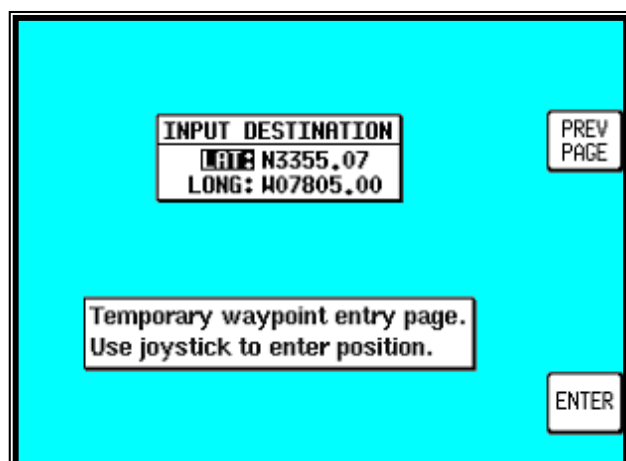 INPUT DESTINATION
LAT: N3355.07
LONG: W07805.00
PREV
PAGE
Temporary waypoint entry page.
Use joystick to enter position.
ENTER